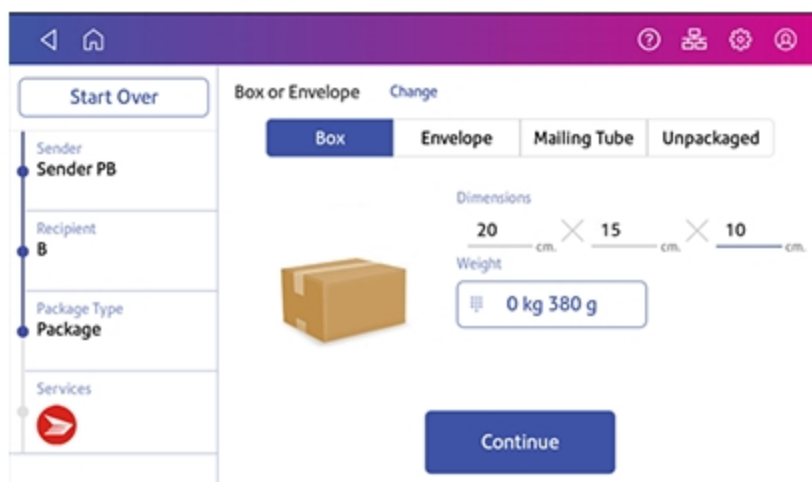 Start Over
Sender
Sender PB
Recipient
B
Package Type
Package
Services
Box or Envelope Change
Box Envelope Mailing Tube Unpackaged
Dimensions
20 cm. 15 cm. 10 cm.
Weight
0 kg 380 g
Continue